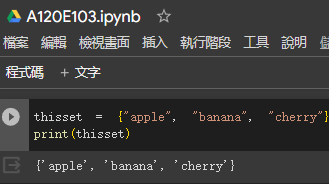 A120E103.ipynb
檔案 編輯 檢視畫面 插入 執行階段 工具 說明
程式碼 + 文字
thisset = {"apple", "banana", "cherry"}
print(thisset)
{'apple', 'banana', 'cherry'}